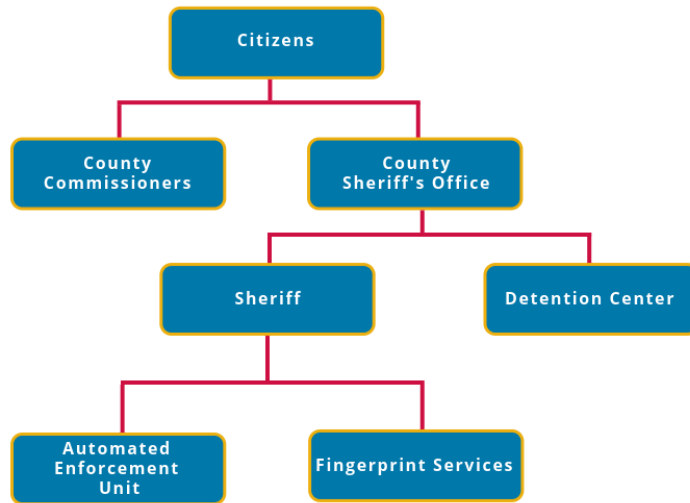 Citizens
County
Commissioners
County
Sheriff's Office
Sheriff
Detention Center
Automated
Enforcement
Unit
Fingerprint Services